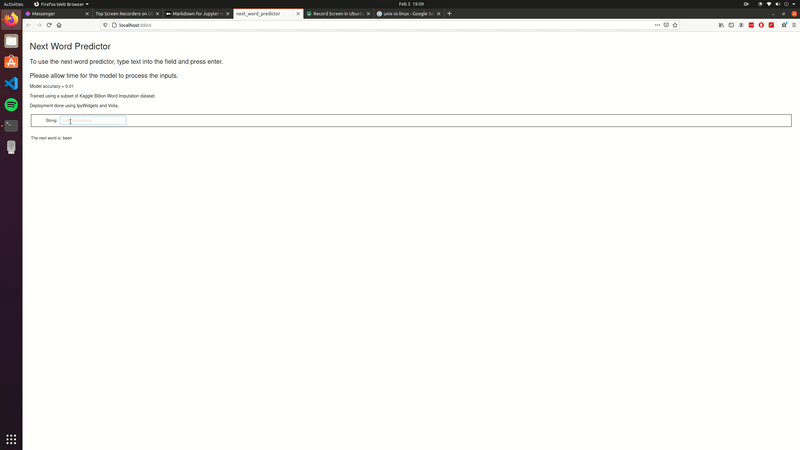 Activities Firefox Web Browser Feb 5 19:09
Messenger Top Screen Recorders on Markdown for Jupyter next_word_predictor Record Screen in Ubuntu unix vs linux - Google Se
localhost:8866
Next Word Predictor
To use the next-word predictor, type text into the field and press enter.
Please allow time for the model to process the inputs.
Model accuracy = 0.61
Trained using a subset of Kaggle Billion Word Imputation dataset.
Deployment done using IpyWidgets and Voila.
String:
The next word is: been